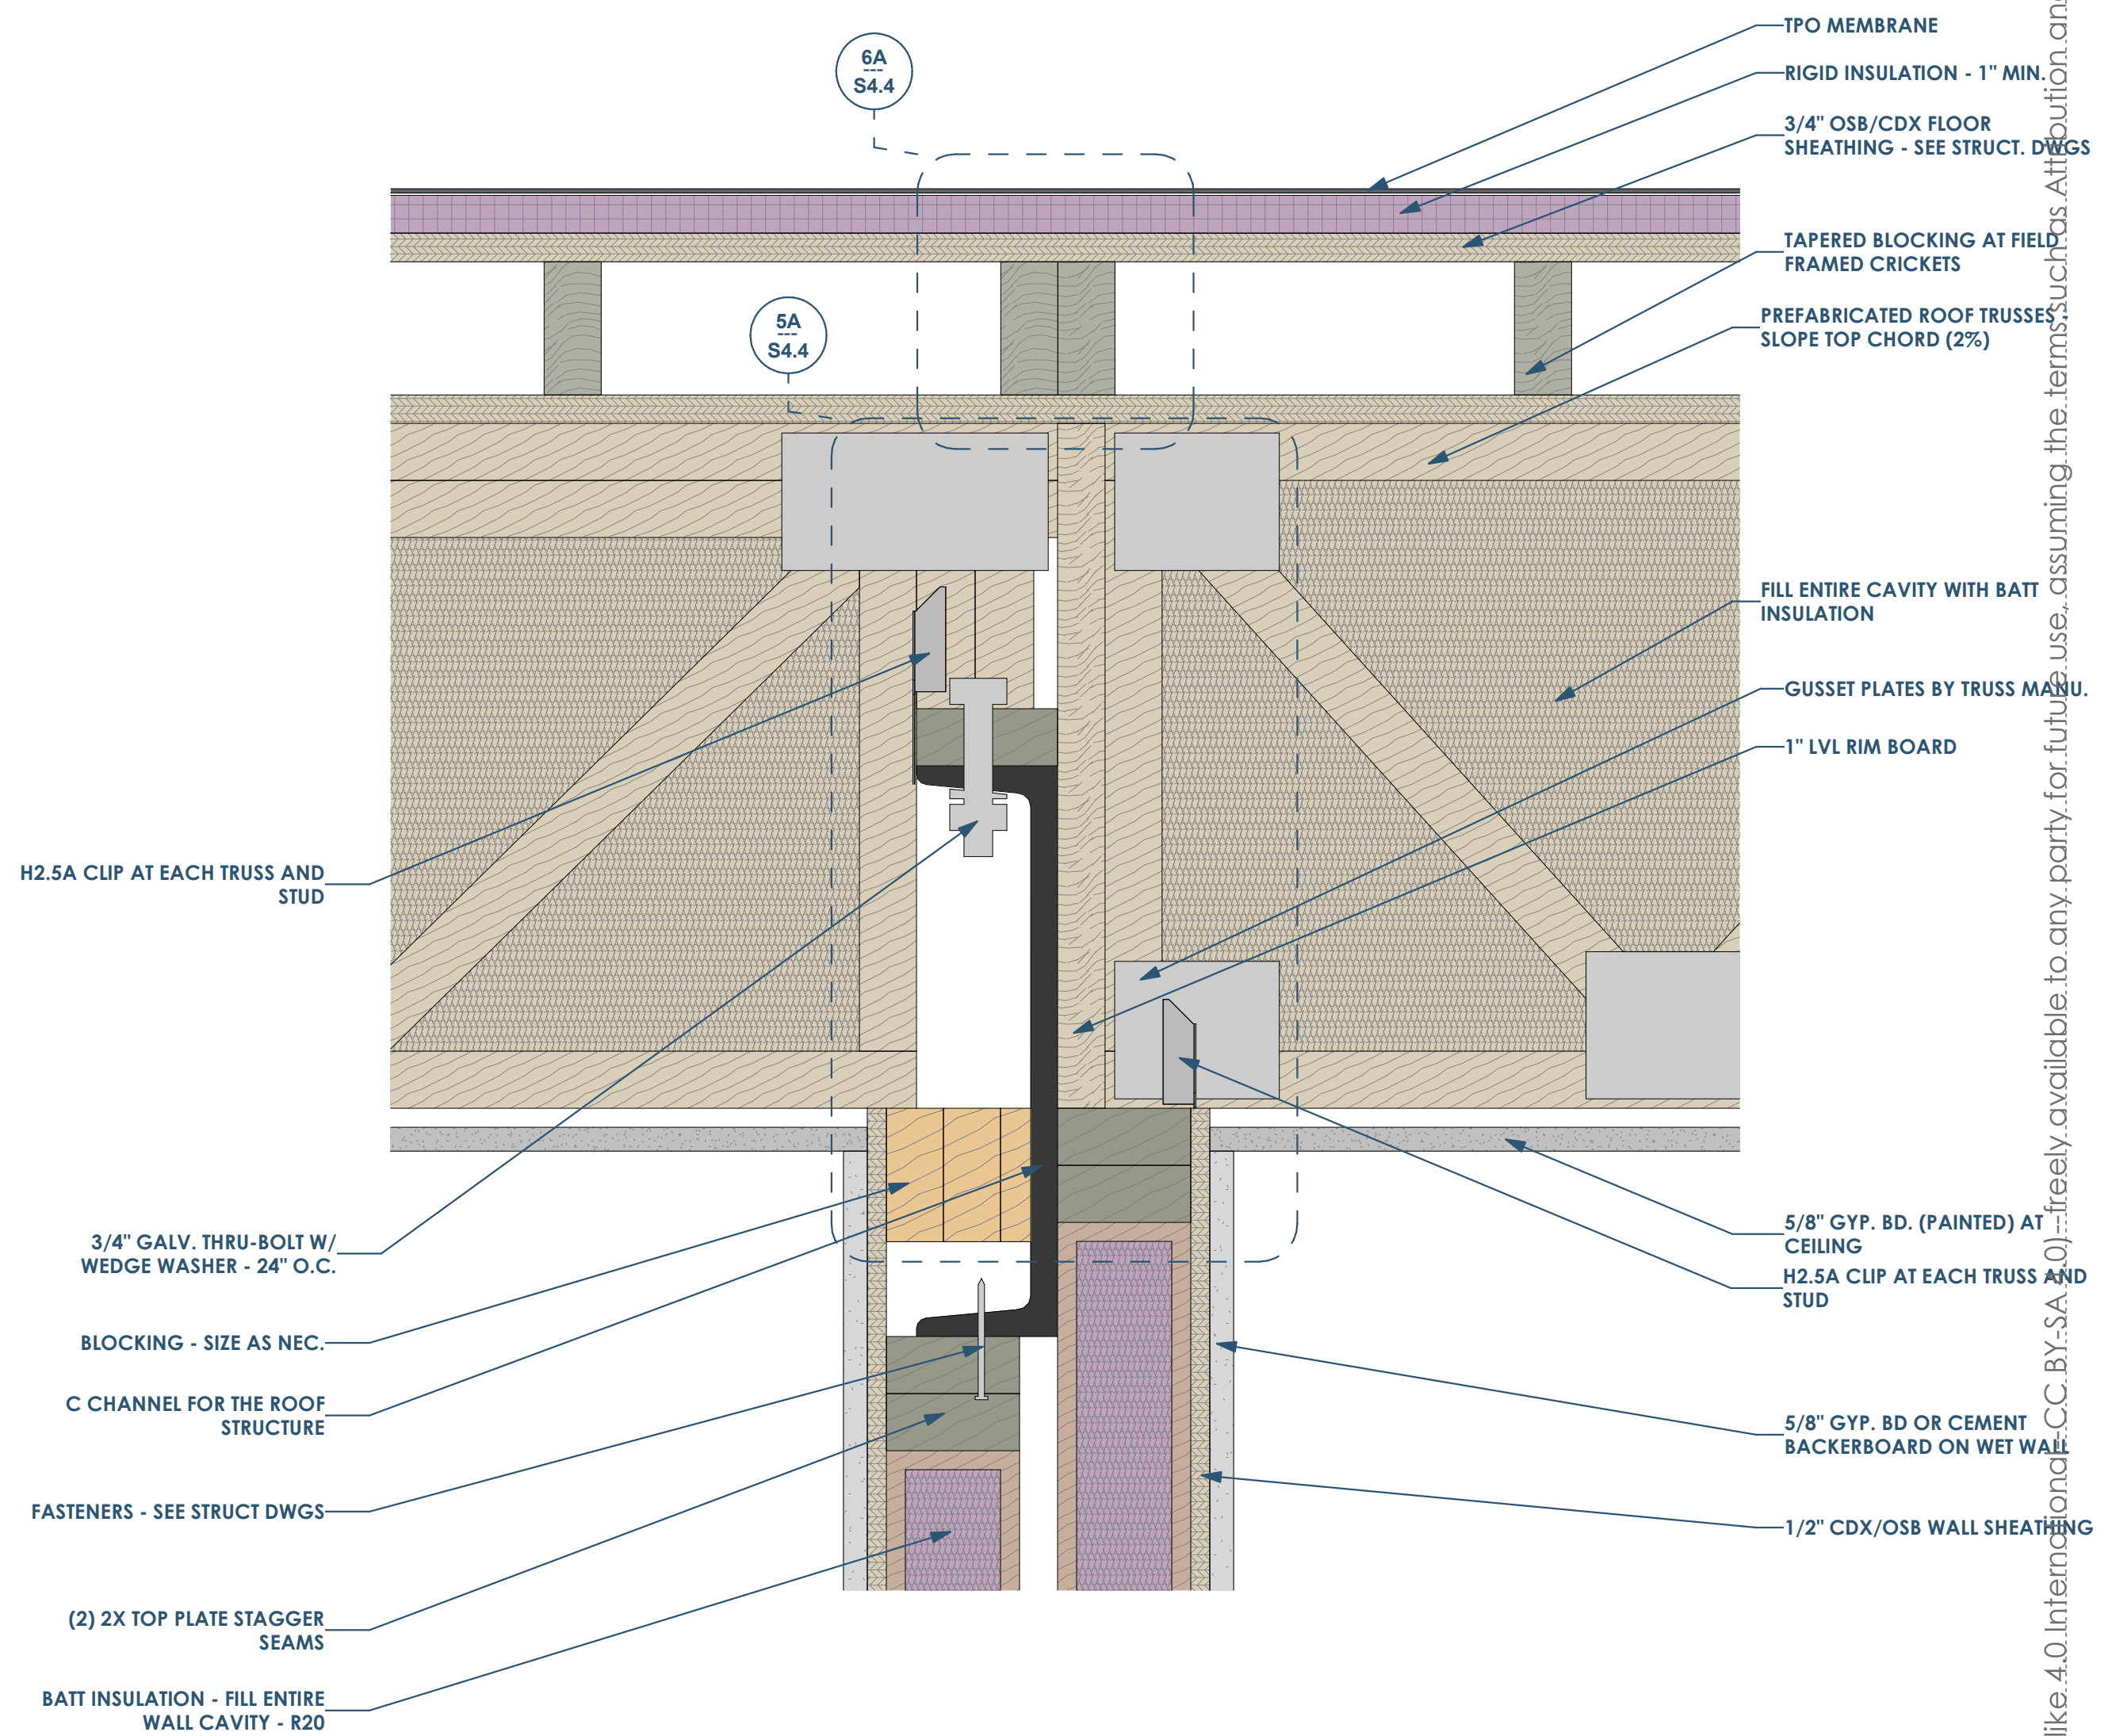 6A
S4.4
5A
S4.4
TPO MEMBRANE
RIGID INSULATION - 1" MIN.
3/4" OSB/CDX FLOOR
SHEATHING - SEE STRUCT. DWGS
TAPERED BLOCKING AT FIELD
FRAMED CRICKETS
PREFABRICATED ROOF TRUSSES -
SLOPE TOP CHORD (2%)
FILL ENTIRE CAVITY WITH BATT
INSULATION
GUSSET PLATES BY TRUSS MANU.
1" LVL RIM BOARD
5/8" GYP. BD. (PAINTED) AT
CEILING
H2.5A CLIP AT EACH TRUSS AND
STUD
5/8" GYP. BD OR CEMENT
BACKERBOARD ON WET WALL
1/2" CDX/OSB WALL SHEATHING
H2.5A CLIP AT EACH TRUSS AND
STUD
3/4" GALV. THRU-BOLT W/
WEDGE WASHER - 24" O.C.
BLOCKING - SIZE AS NEC.
C CHANNEL FOR THE ROOF
STRUCTURE
FASTENERS - SEE STRUCT DWGS
(2) 2X TOP PLATE STAGGER
SEAMS
BATT INSULATION - FILL ENTIRE
WALL CAVITY - R20
like 4.0 International-CC BY-SA 4.0)--freely available to any party for future use, assuming the terms such as Attribution and